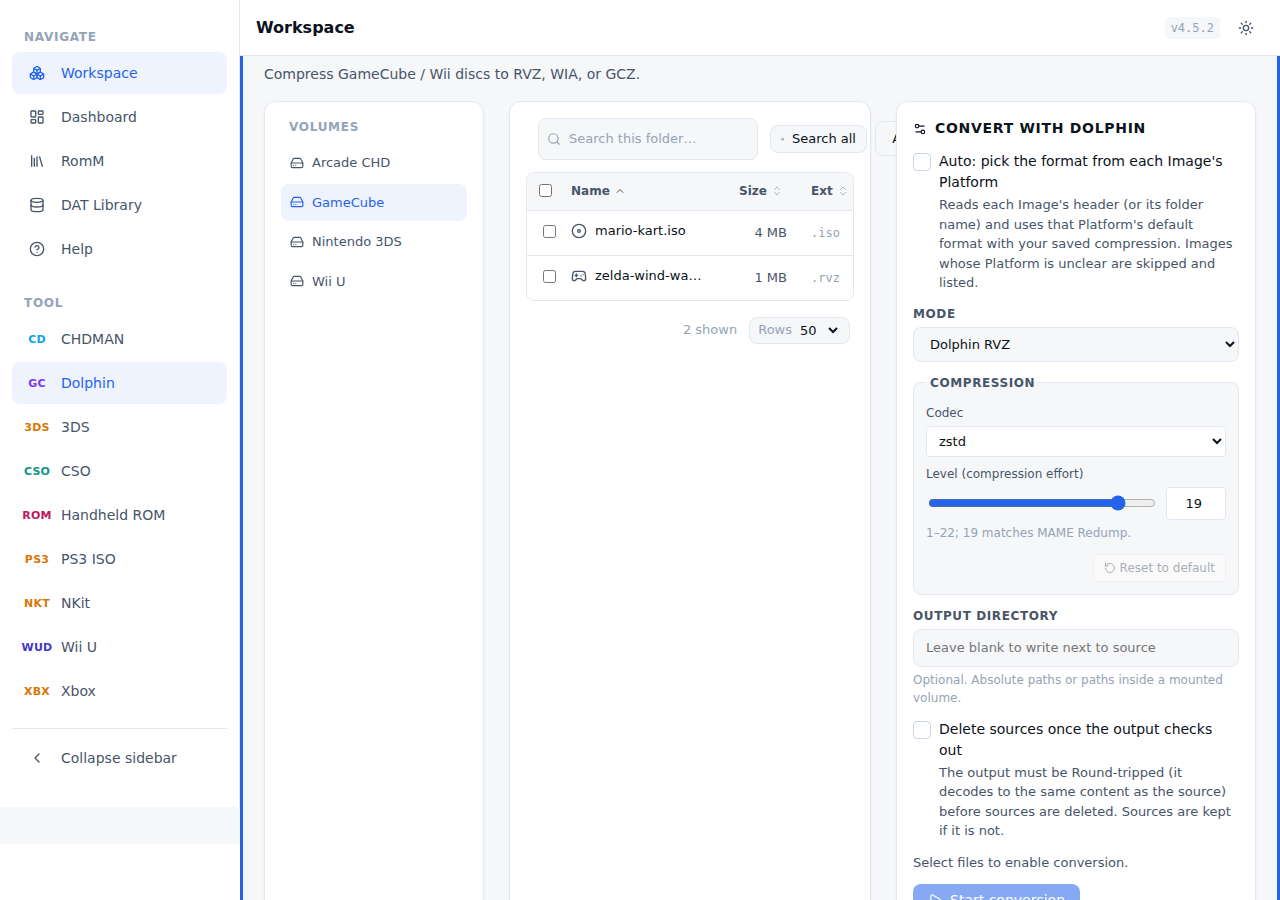 NAVIGATE
Workspace
Dashboard
RomM
DAT Library
Help
TOOL
CD CHDMAN
GC Dolphin
3DS 3DS
CSO CSO
ROM Handheld ROM
PS3 PS3 ISO
NKT NKit
WUD Wii U
XBX Xbox
Collapse sidebar
Workspace
v4.5.2
Compress GameCube / Wii discs to RVZ, WIA, or GCZ.
VOLUMES
Arcade CHD
GameCube
Nintendo 3DS
Wii U
Search this folder…
Search all
Name Size Ext
mario-kart.iso 4 MB .iso
zelda-wind-wa… 1 MB .rvz
2 shown Rows 50
CONVERT WITH DOLPHIN
Auto: pick the format from each Image's
Platform
Reads each Image's header (or its folder
name) and uses that Platform's default
format with your saved compression. Images
whose Platform is unclear are skipped and
listed.
MODE
Dolphin RVZ
COMPRESSION
Codec
zstd
Level (compression effort)
19
1–22; 19 matches MAME Redump.
Reset to default
OUTPUT DIRECTORY
Leave blank to write next to source
Optional. Absolute paths or paths inside a mounted
volume.
Delete sources once the output checks
out
The output must be Round-tripped (it
decodes to the same content as the source)
before sources are deleted. Sources are kept
if it is not.
Select files to enable conversion.
Start conversion